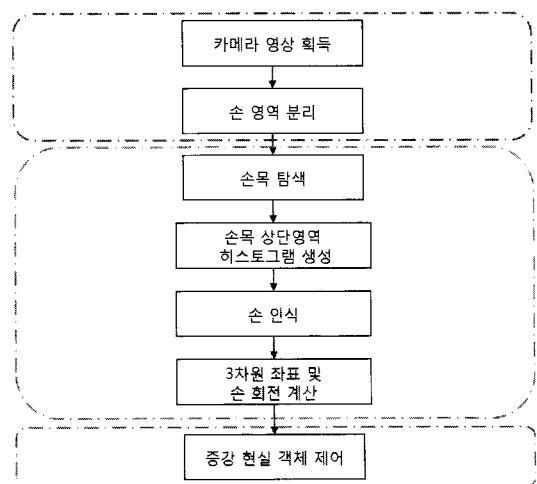 카메라 영상 획득
손 영역 분리
손목 탐색
손목 상단영역
히스토그램 생성
손 인식
3차원 좌표 및
손 회전 계산
증강 현실 객체 제어